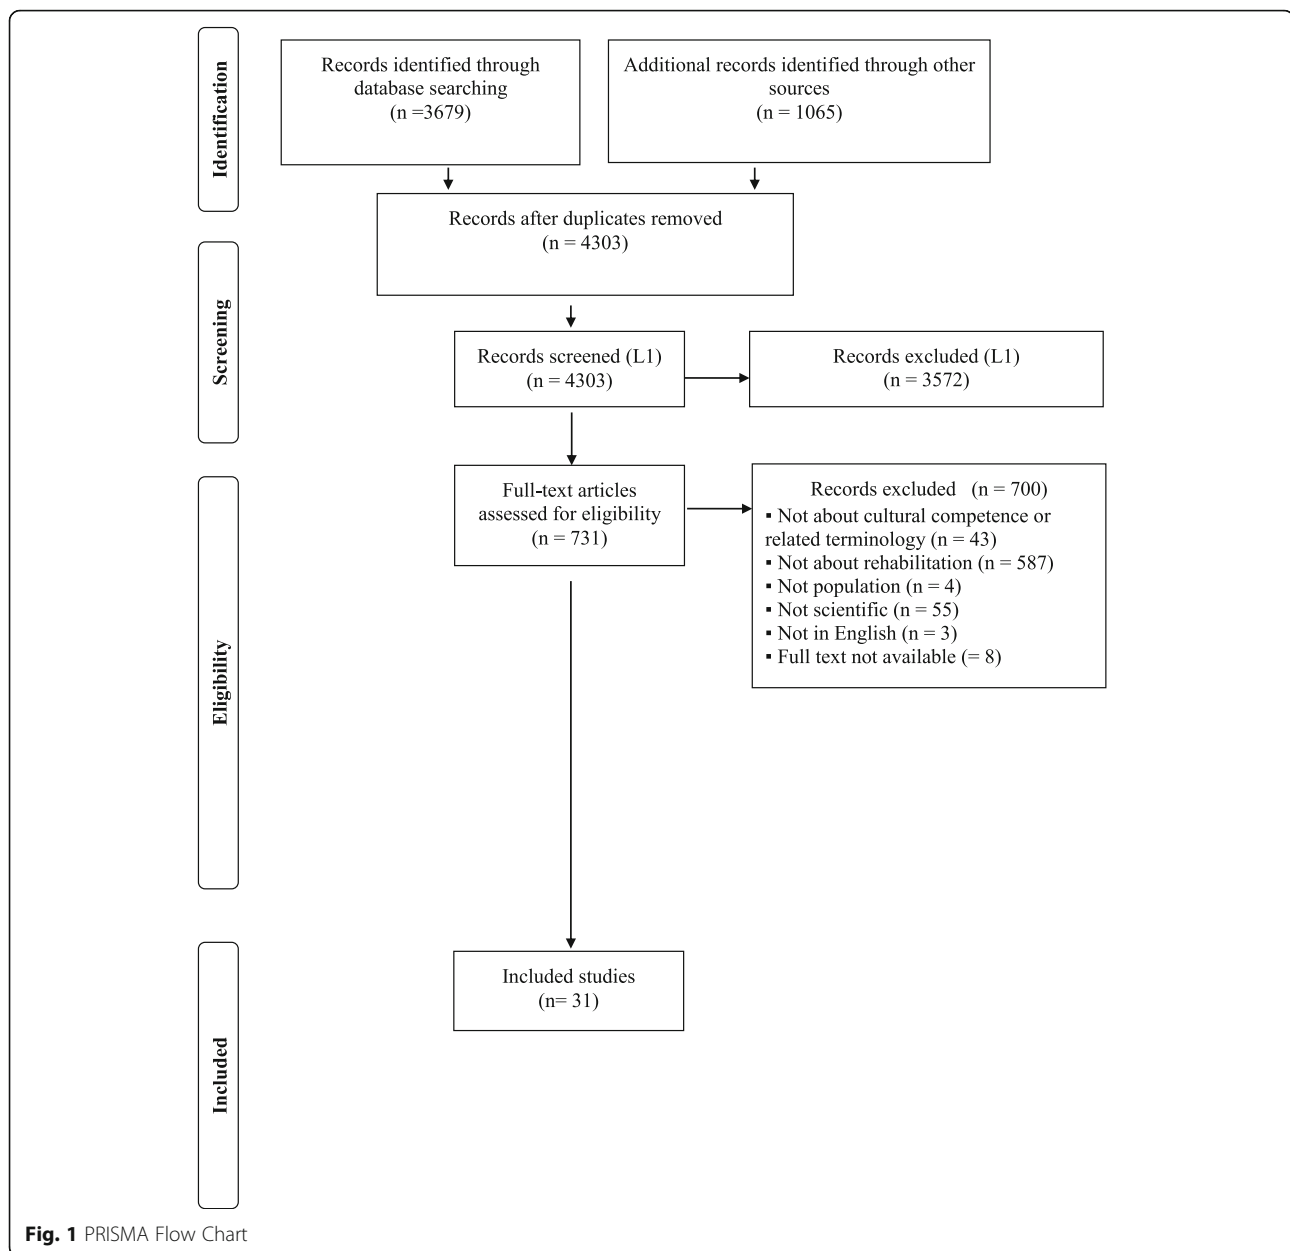 Identification
Records identified through
database searching
(n =3679)
Additional records identified through other
sources
(n = 1065)
Records after duplicates removed
(n = 4303)
Screening
Records screened (L1)
(n = 4303)
Records excluded (L1)
(n = 3572)
Eligibility
Full-text articles
assessed for eligibility
(n = 731)
Records excluded (n = 700)
▪ Not about cultural competence or
related terminology (n = 43)
▪ Not about rehabilitation (n = 587)
▪ Not population (n = 4)
▪ Not scientific (n = 55)
▪ Not in English (n = 3)
▪ Full text not available (= 8)
Included
Included studies
(n= 31)
Fig. 1 PRISMA Flow Chart